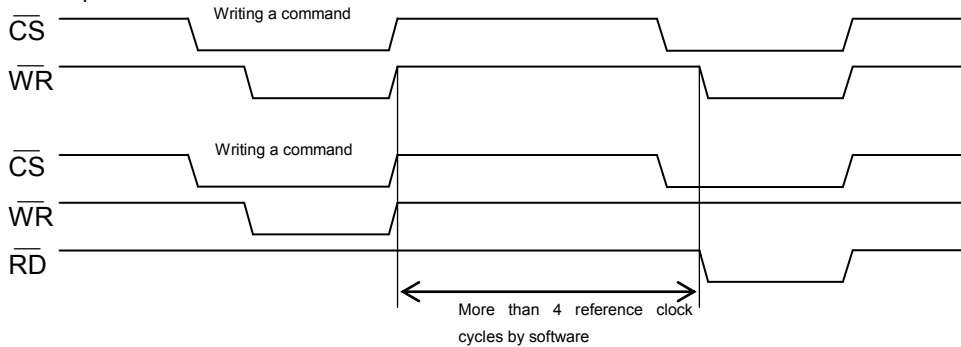 Writing a command
CS
WR
Writing a command
CS
WR
RD
More than 4 reference clock
cycles by software